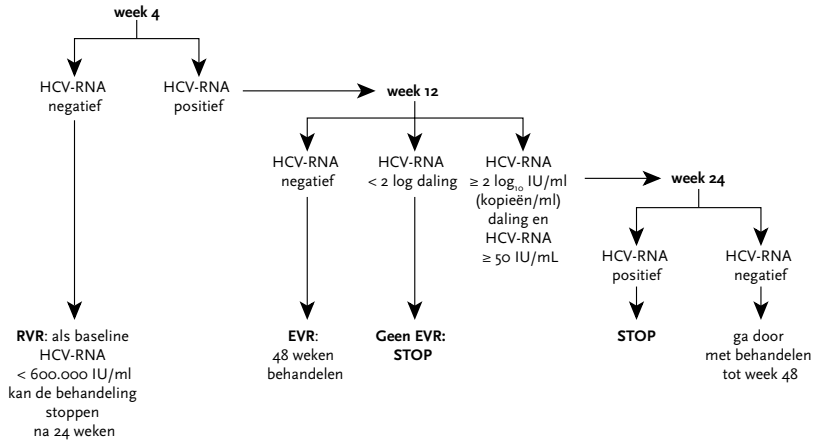 week 4
HCV-RNA
negatief
HCV-RNA
positief
week 12
HCV-RNA
negatief
HCV-RNA
< 2 log daling
HCV-RNA
≥ 2 log₁₀ IU/ml
(kopieën/ml)
daling en
HCV-RNA
≥ 50 IU/mL
week 24
HCV-RNA
positief
HCV-RNA
negatief
RVR: als baseline
HCV-RNA
< 600.000 IU/ml
kan de behandeling
stoppen
na 24 weken
EVR:
48 weken
behandelen
Geen EVR:
STOP
STOP
ga door
met behandelen
tot week 48